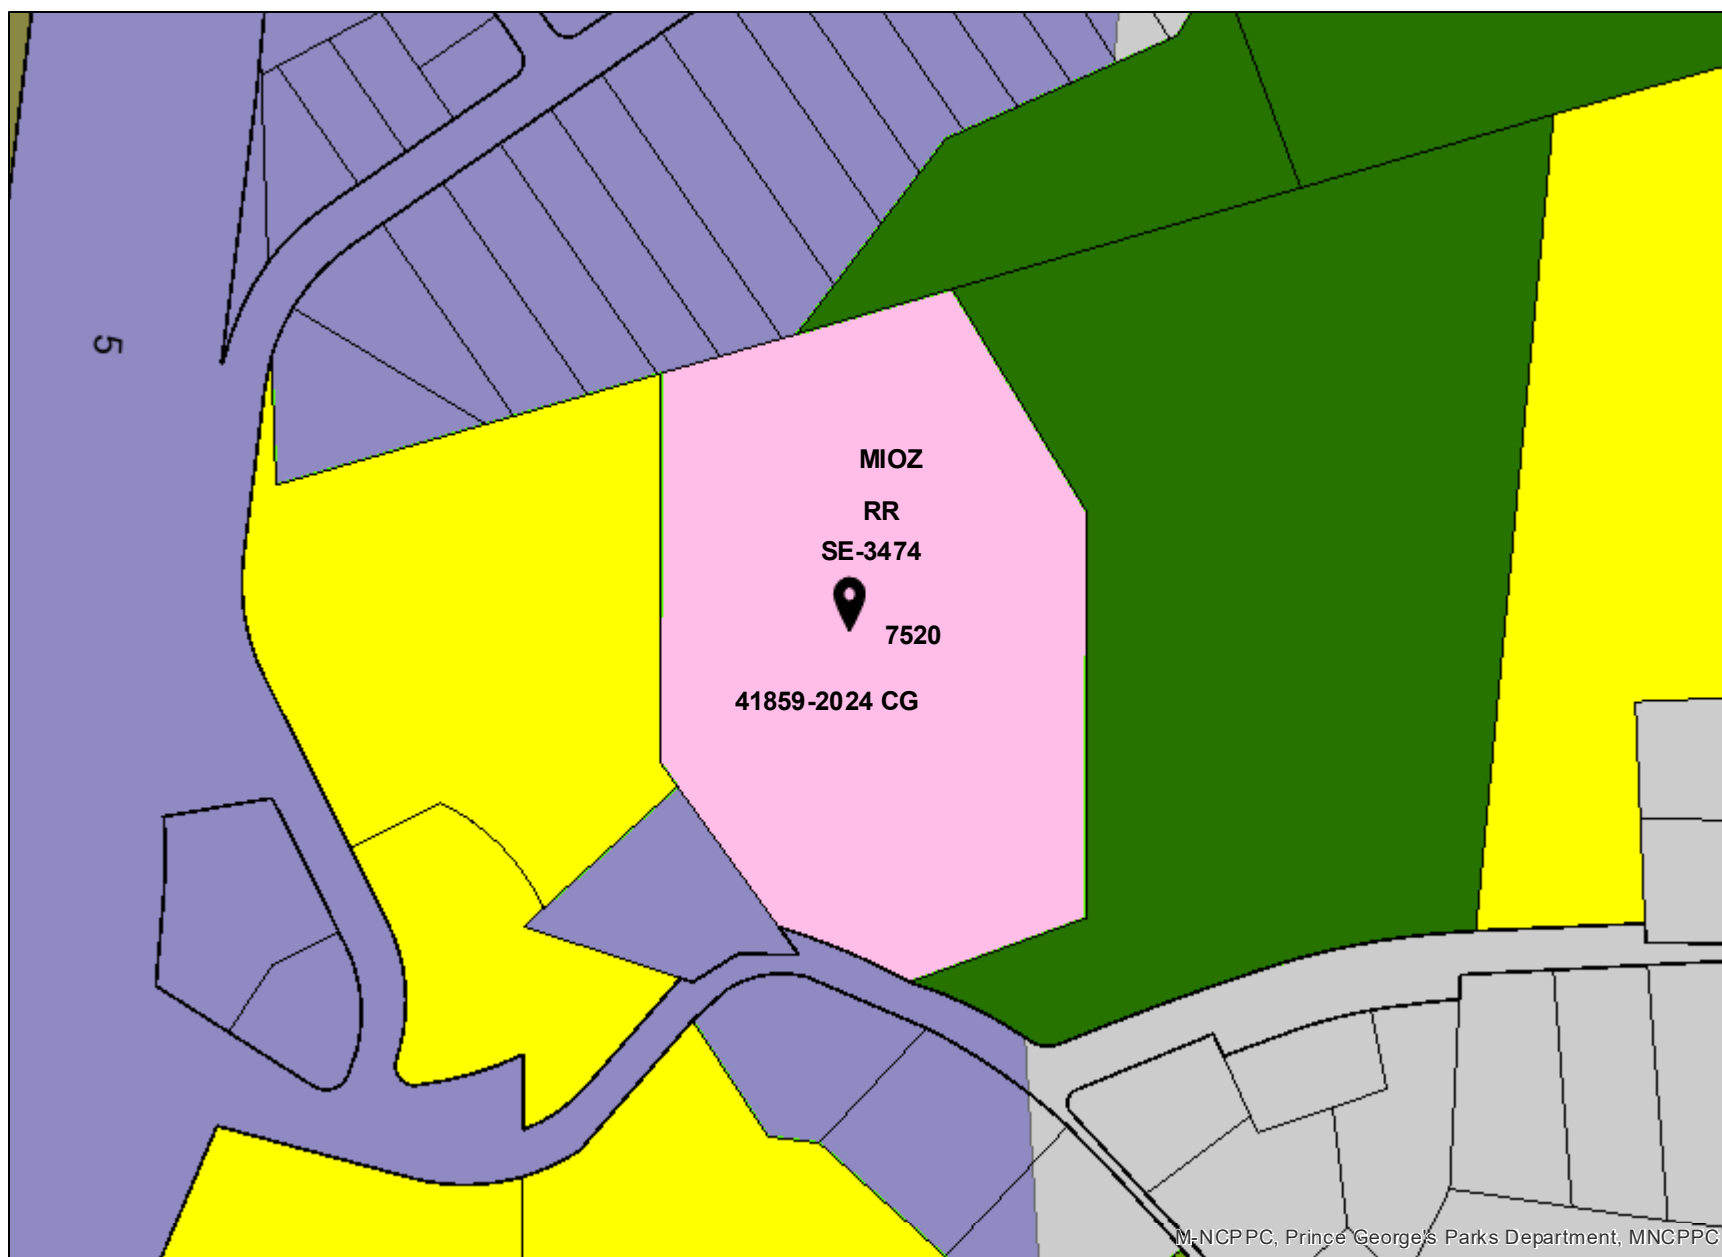 5
MIOZ
RR
SE-3474
7520
41859-2024 CG
M-NCPPC, Prince George's Parks Department, MNCPPC